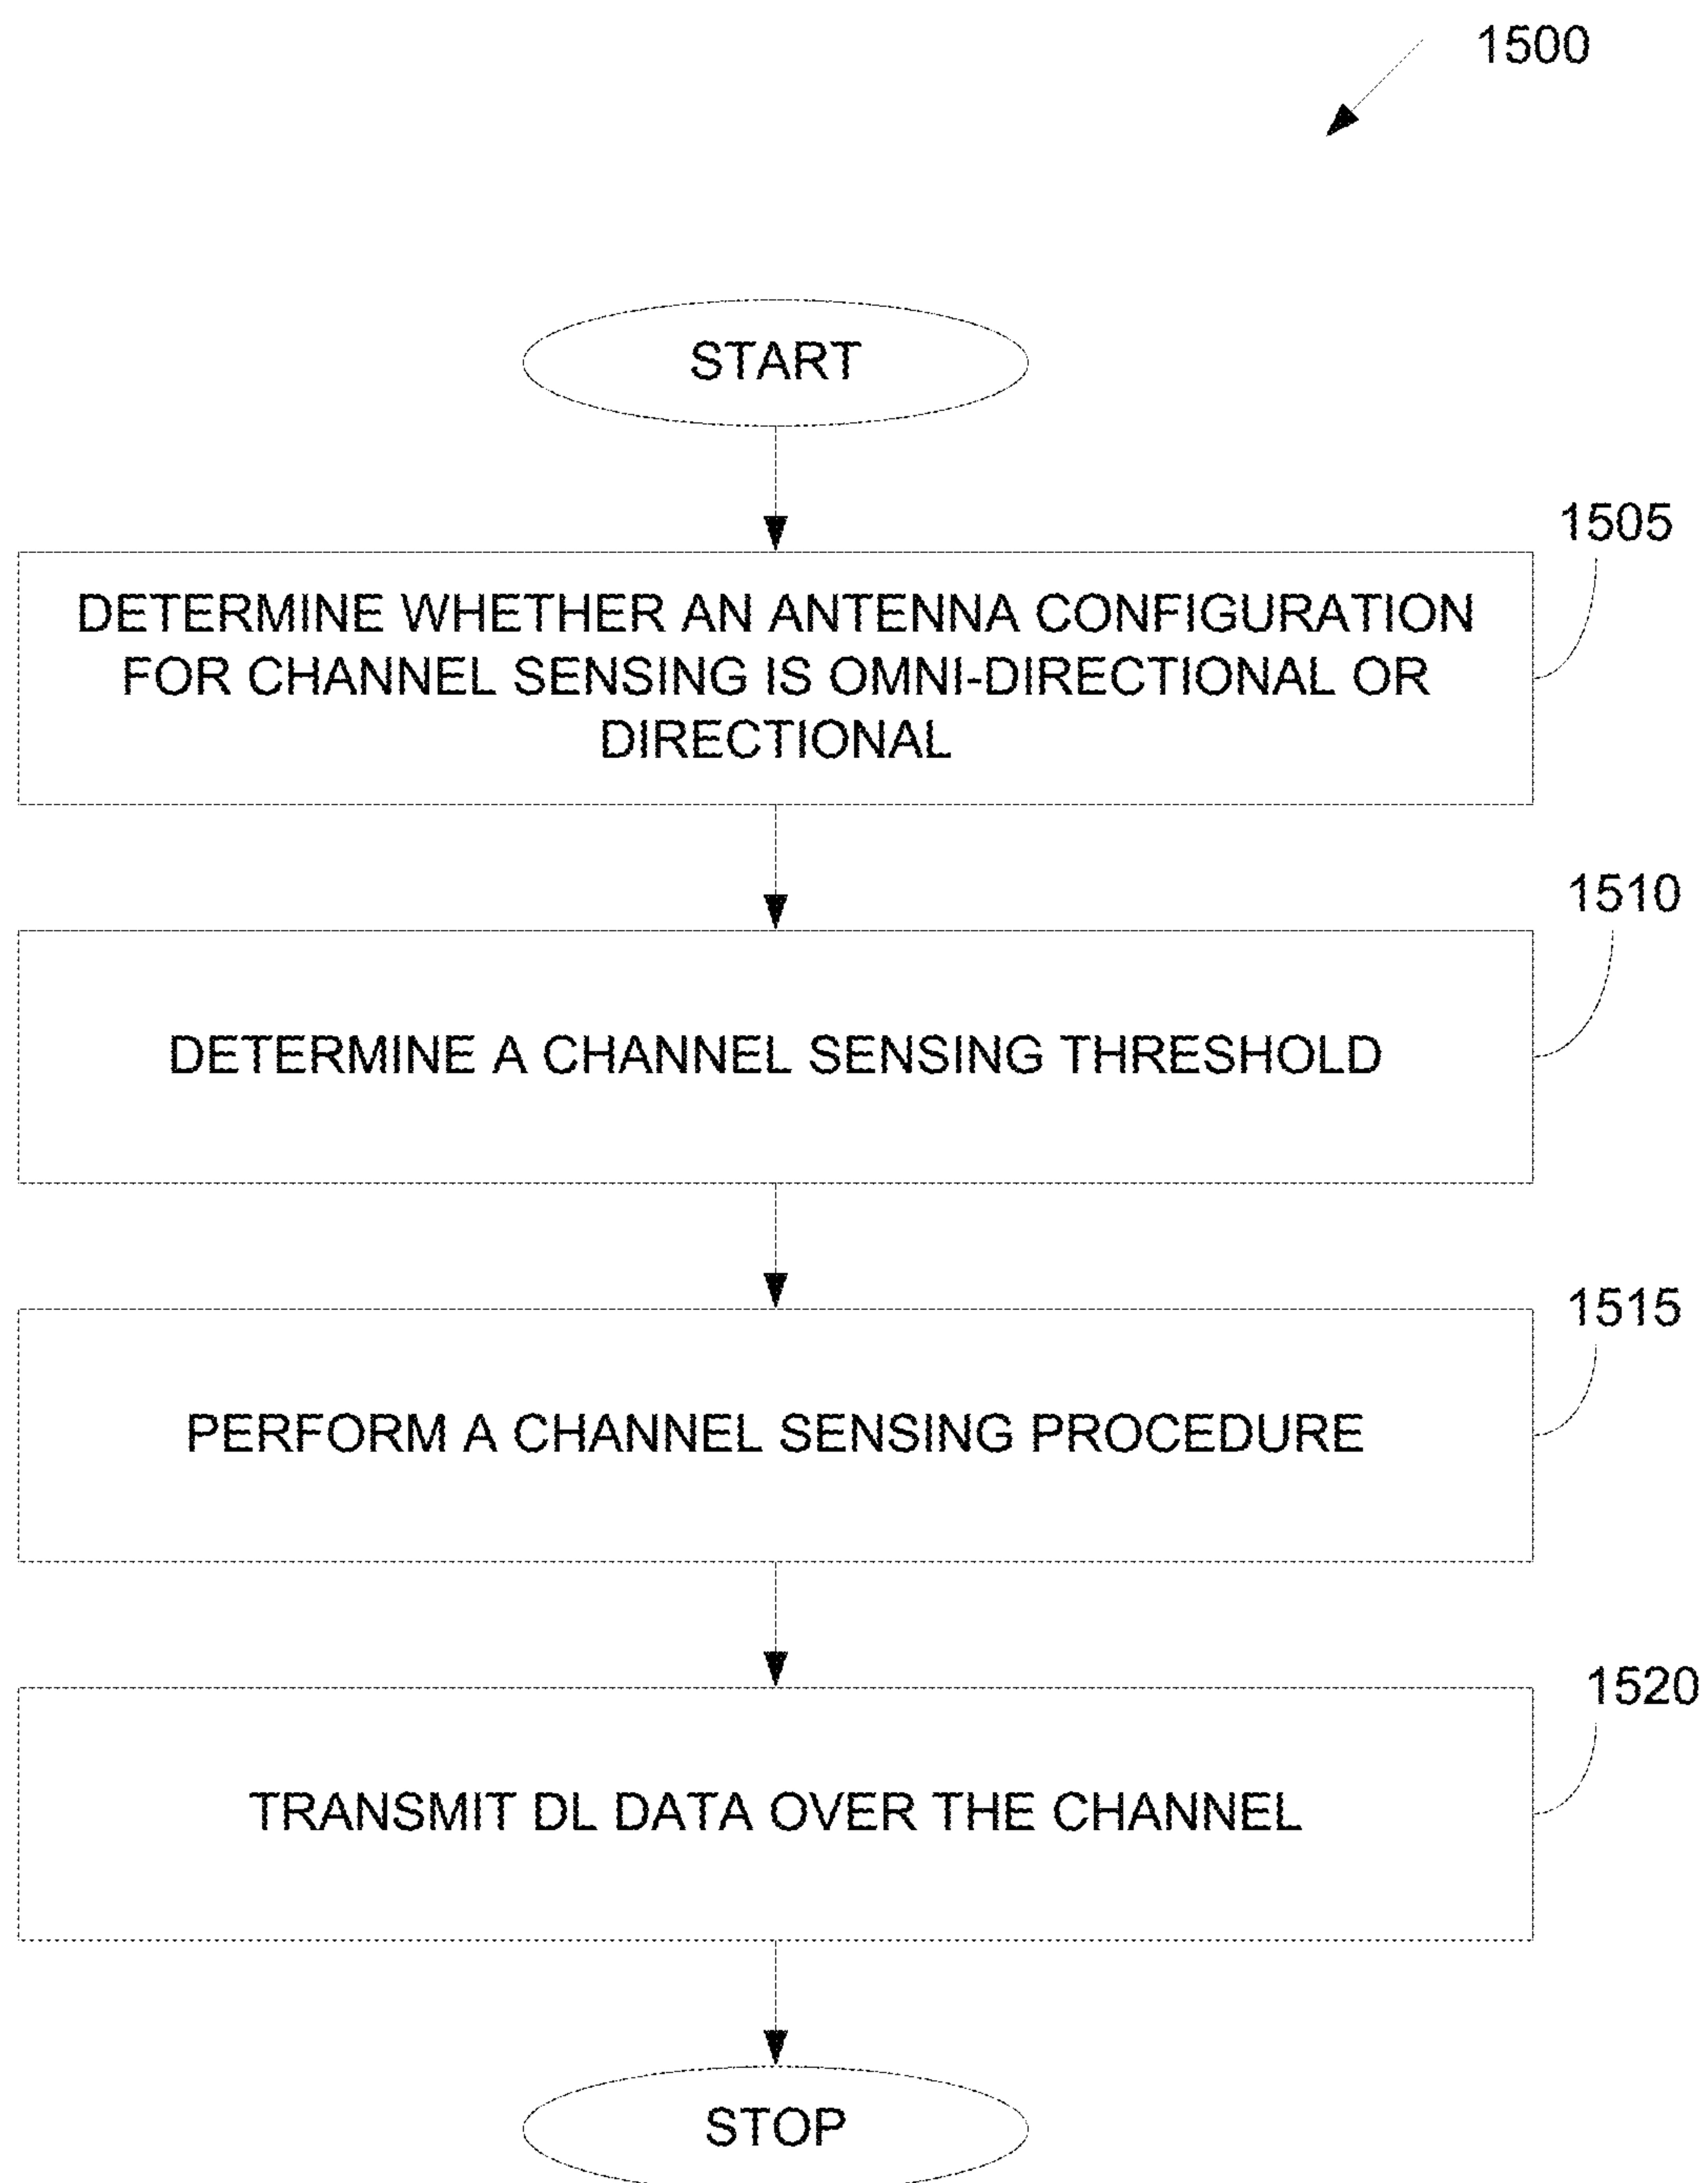 1500
START
1505
DETERMINE WHETHER AN ANTENNA CONFIGURATION
FOR CHANNEL SENSING IS OMNI-DIRECTIONAL OR
DIRECTIONAL
1510
DETERMINE A CHANNEL SENSING THRESHOLD
1515
PERFORM A CHANNEL SENSING PROCEDURE
1520
TRANSMIT DL DATA OVER THE CHANNEL
STOP